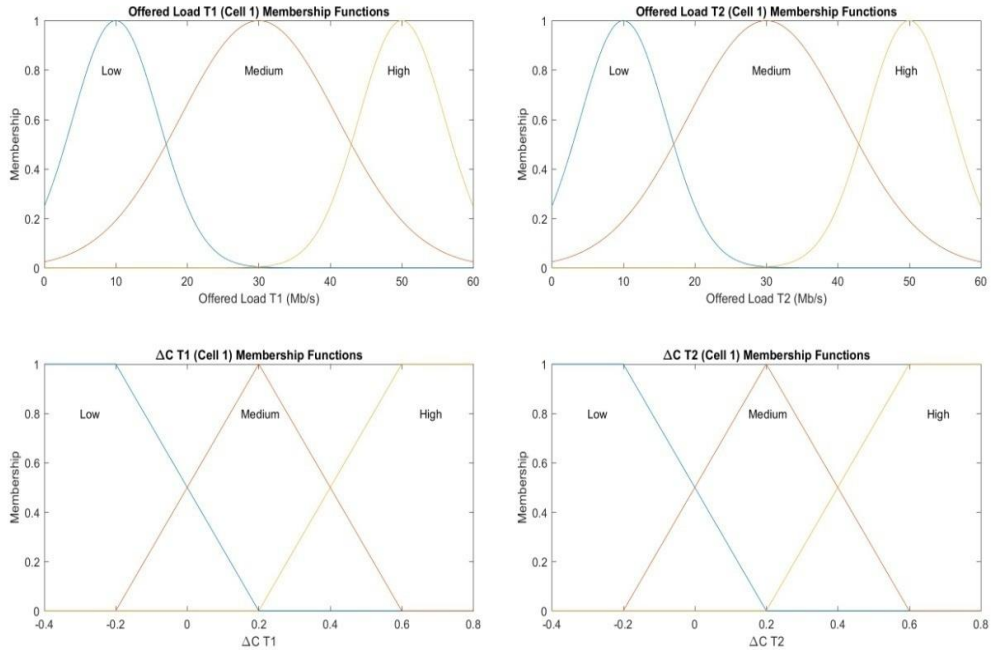 Offered Load T1 (Cell 1) Membership Functions
1
0.8
0.6
0.4
0.2
0
Membership
Low
Medium
High
0 10 20 30 40 50 60
Offered Load T1 (Mb/s)
Offered Load T2 (Cell 1) Membership Functions
1
0.8
0.6
0.4
0.2
0
Membership
Low
Medium
High
0 10 20 30 40 50 60
Offered Load T2 (Mb/s)
ΔC T1 (Cell 1) Membership Functions
1
0.8
0.6
0.4
0.2
0
Membership
Low
Medium
High
-0.4 -0.2 0 0.2 0.4 0.6 0.8
ΔC T1
ΔC T2 (Cell 1) Membership Functions
1
0.8
0.6
0.4
0.2
0
Membership
Low
Medium
High
-0.4 -0.2 0 0.2 0.4 0.6 0.8
ΔC T2